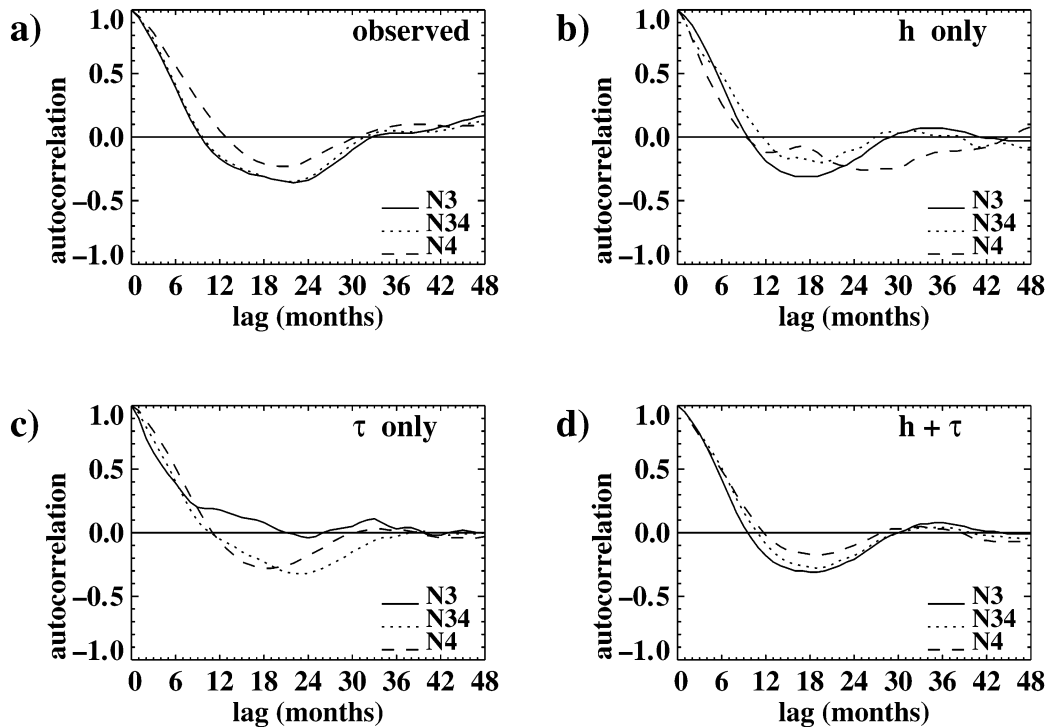 a)
observed
1.0
0.5
0.0
−0.5
−1.0
autocorrelation
N3
N34
N4
0 6 12 18 24 30 36 42 48
lag (months)
b)
h only
1.0
0.5
0.0
−0.5
−1.0
autocorrelation
N3
N34
N4
0 6 12 18 24 30 36 42 48
lag (months)
c)
τ only
1.0
0.5
0.0
−0.5
−1.0
autocorrelation
N3
N34
N4
0 6 12 18 24 30 36 42 48
lag (months)
d)
h + τ
1.0
0.5
0.0
−0.5
−1.0
autocorrelation
N3
N34
N4
0 6 12 18 24 30 36 42 48
lag (months)